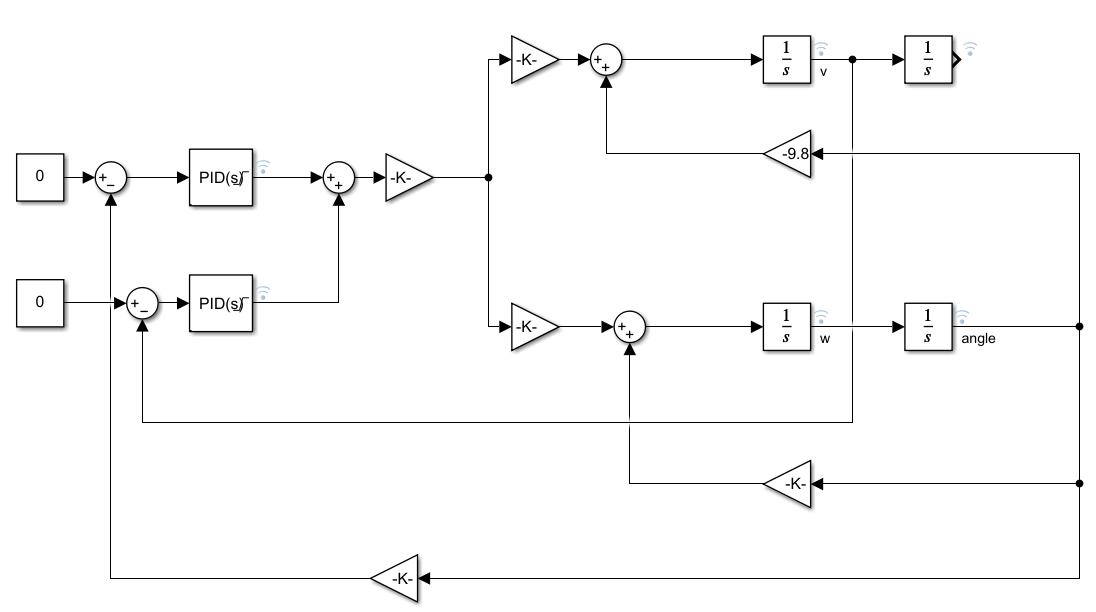 -K-
+
+
1
s
v
1
s
-9.8
0
+
−
PID(s)
+
+
-K-
0
+
−
PID(s)
-K-
+
+
1
s
w
1
s
angle
-K-
-K-